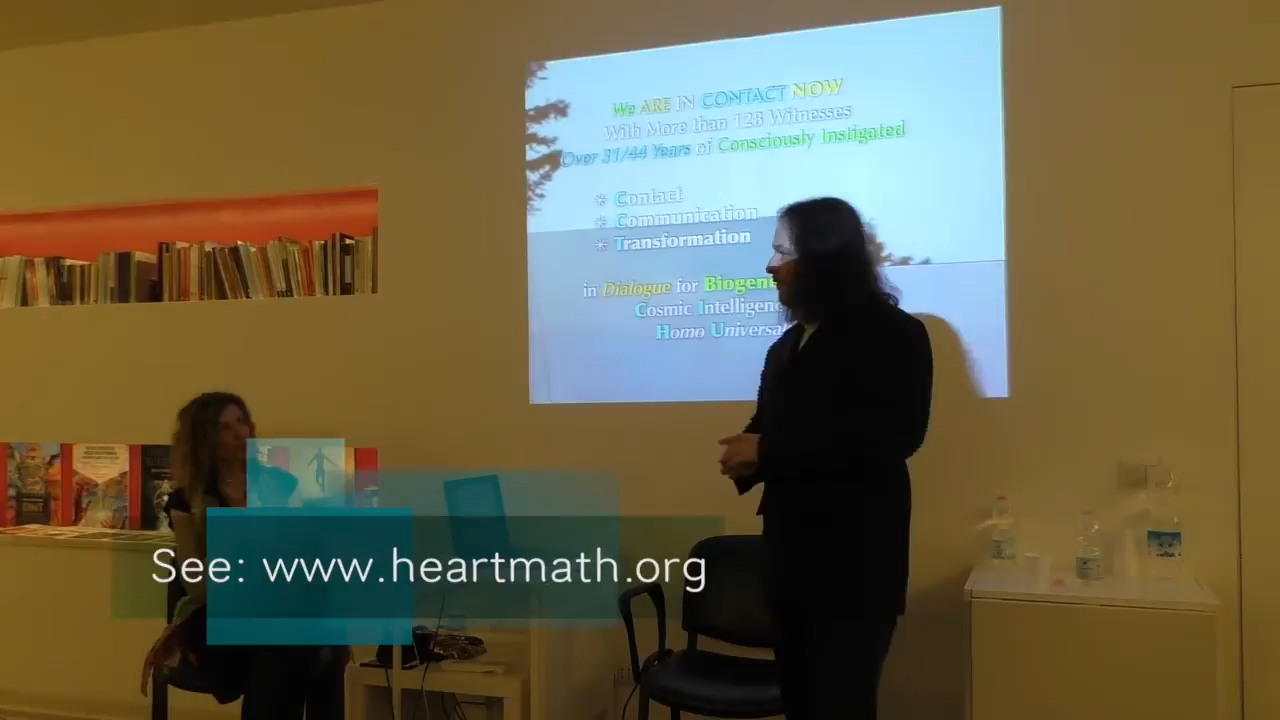 We ARE IN CONTACT NOW
With More than 128 Witnesses
Over 31/44 Years of Consciously Instigated
* Contact
* Communication
* Transformation
in Dialogue for
Cosmic
Homo
See: www.heartmath.org